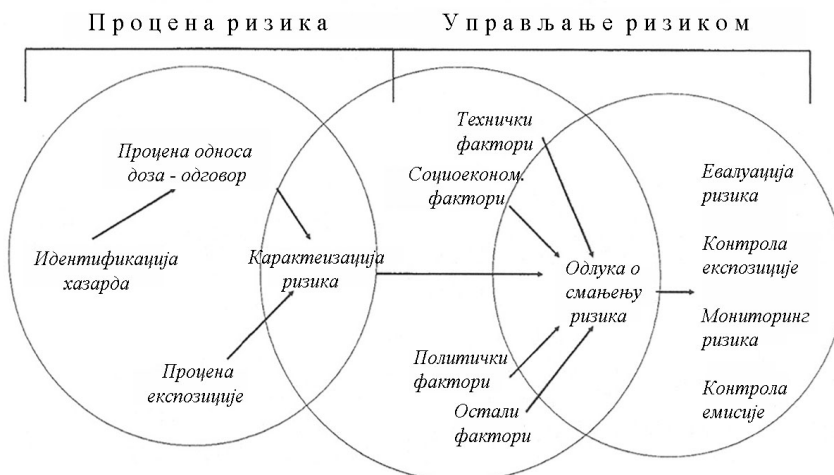 Процена ризика
Управљање ризиком
Процена односа
доза - одговор
Идентификација
хазарда
Карактеизација
ризика
Процена
експозиције
Технички
фактори
Социоеконом.
фактори
Одлука о
смањењу
ризика
Политички
фактори
Остали
фактори
Евалуација
ризика
Контрола
експозиције
Мониторинг
ризика
Контрола
емисије